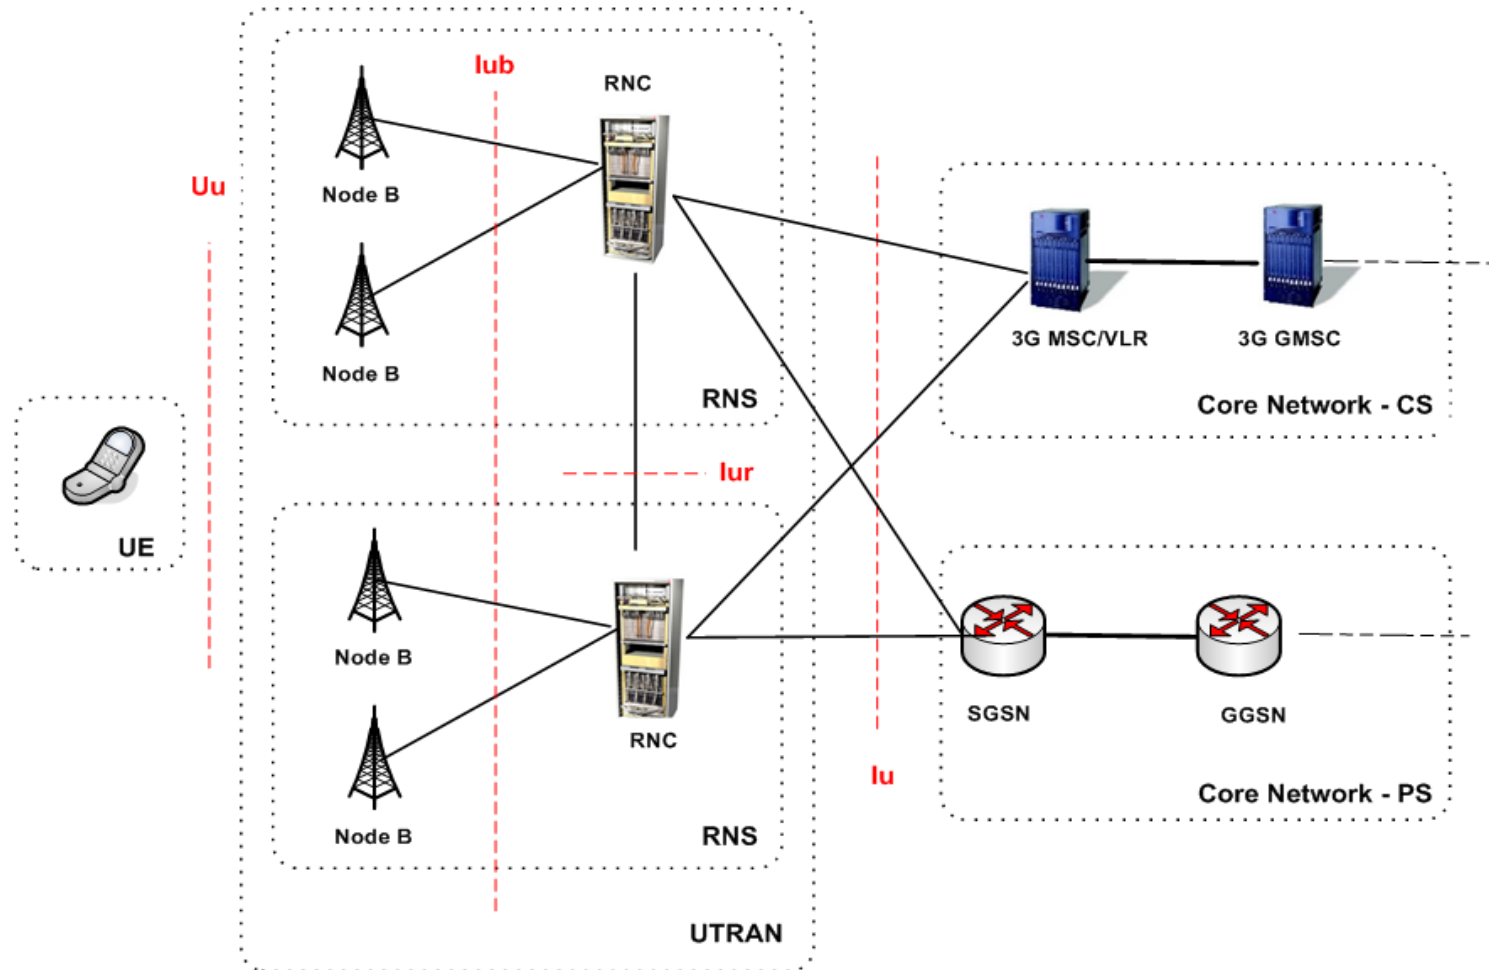 Iub
RNC
Node B
Uu
Node B
RNS
3G MSC/VLR
3G GMSC
Core Network - CS
Iur
UE
Node B
RNC
Node B
RNS
SGSN
GGSN
Iu
Core Network - PS
UTRAN